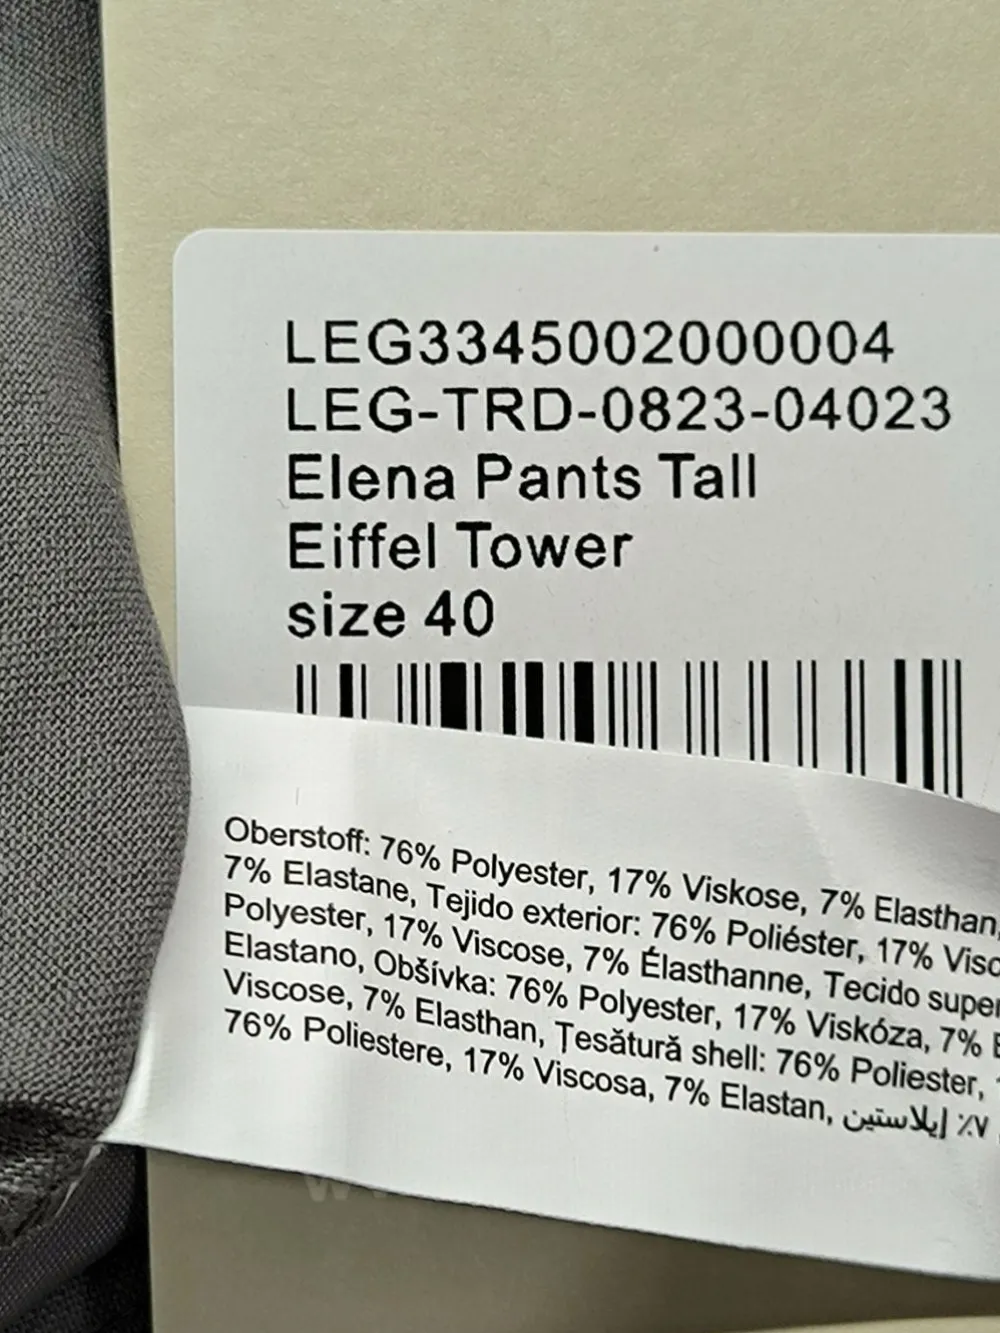 LEG3345002000004
LEG-TRD-0823-04023
Elena Pants Tall
Eiffel Tower
size 40
Oberstoff: 76% Polyester, 17% Viskose, 7% Elasthan,
7% Elastane, Tejido exterior: 76% Poliéster, 17%
Polyester, 17% Viscose, 7% Élasthanne, Tecido
Elastano, Obšívka: 76% Polyester, 17% Viskóza, 7%
Viscose, 7% Elasthan, Țesătură shell: 76% Poliester,
76% Poliestere, 17% Viscosa, 7% Elastan, ٧٪ إيلاستين